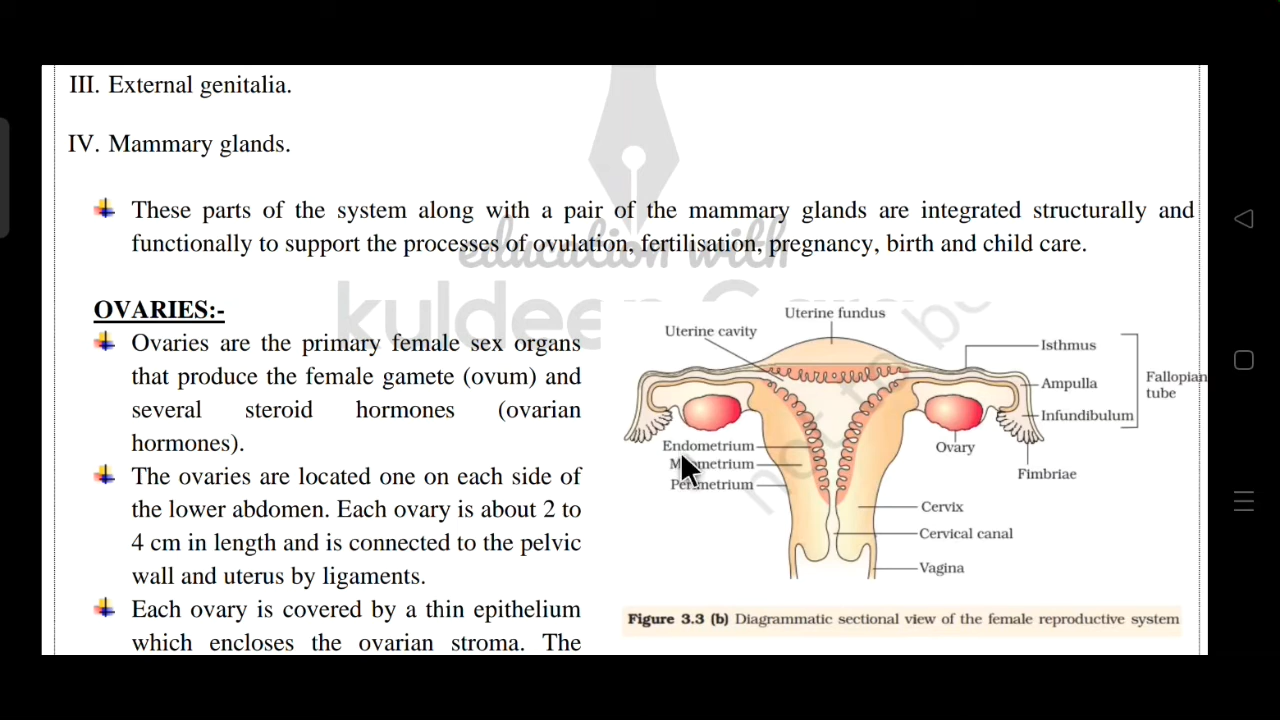 III. External genitalia.
IV. Mammary glands.
These parts of the system along with a pair of the mammary glands are integrated structurally and
functionally to support the processes of ovulation, fertilisation, pregnancy, birth and child care.
education with
OVARIES:-
Ovaries are the primary female sex organs
that produce the female gamete (ovum) and
several steroid hormones (ovarian
hormones).
The ovaries are located one on each side of
the lower abdomen. Each ovary is about 2 to
4 cm in length and is connected to the pelvic
wall and uterus by ligaments.
Each ovary is covered by a thin epithelium
which encloses the ovarian stroma. The
Uterine fundus
Uterine cavity
Isthmus
Ampulla
Infundibulum
Fallopian
tube
Endometrium
Perimetrium
Ovary
Fimbriae
Cervix
Cervical canal
Vagina
Figure 3.3 (b) Diagrammatic sectional view of the female reproductive system